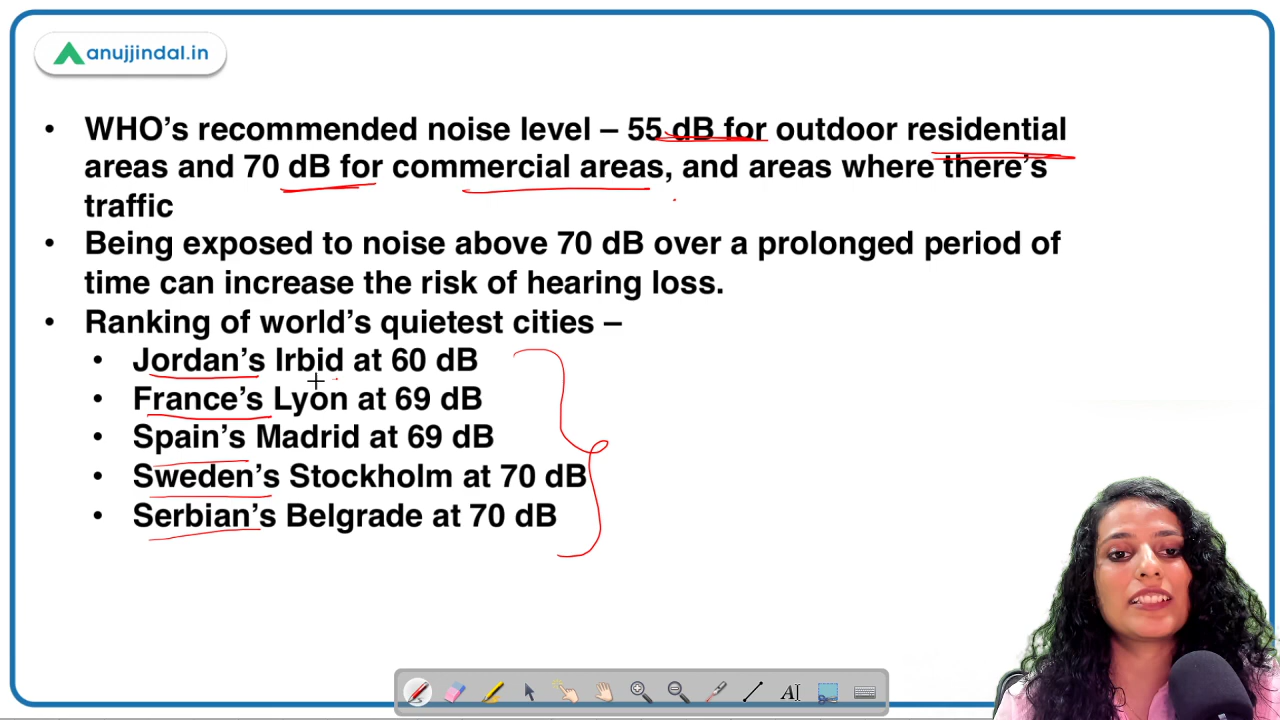 anujjindal.in
• WHO's recommended noise level – 55 dB for outdoor residential
areas and 70 dB for commercial areas, and areas where there's
traffic
• Being exposed to noise above 70 dB over a prolonged period of
time can increase the risk of hearing loss.
• Ranking of world's quietest cities –
• Jordan's Irbid at 60 dB
• France's Lyon at 69 dB
• Spain's Madrid at 69 dB
• Sweden's Stockholm at 70 dB
• Serbian's Belgrade at 70 dB
AI